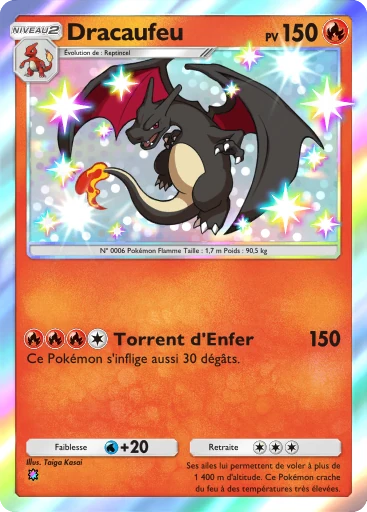 NIVEAU2
Dracaufeu
PV 150
Évolution de : Reptincel
N° 0006 Pokémon Flamme Taille : 1,7 m Poids : 90,5 kg
Torrent d'Enfer 150
Ce Pokémon s'inflige aussi 30 dégâts.
Faiblesse +20 Retraite
Illus. Taiga Kasai
Ses ailes lui permettent de voler à plus de
1 400 m d'altitude. Ce Pokémon crache
du feu à des températures très élevées.